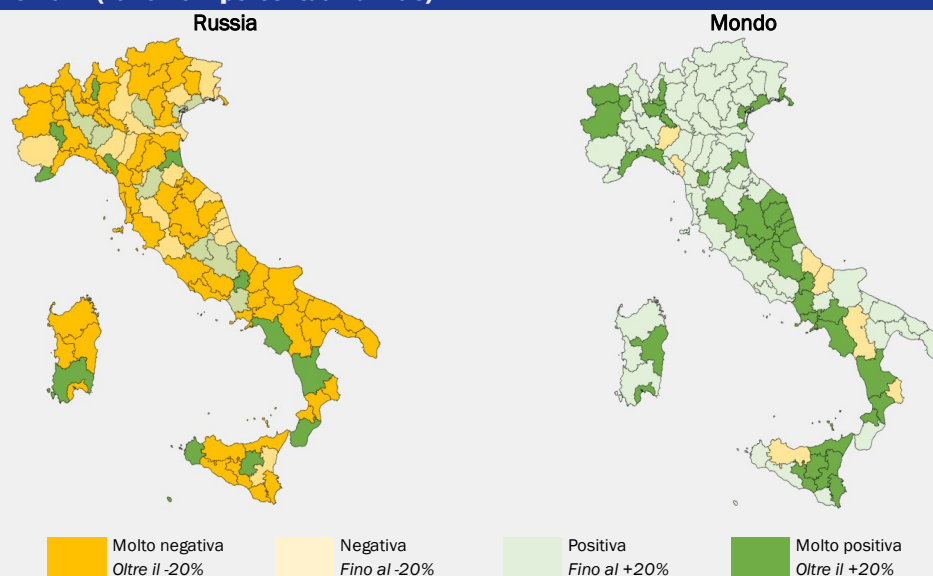 Russia
Mondo
Molto negativa
Oltre il -20%
Negativa
Fino al -20%
Positiva
Fino al +20%
Molto positiva
Oltre il +20%